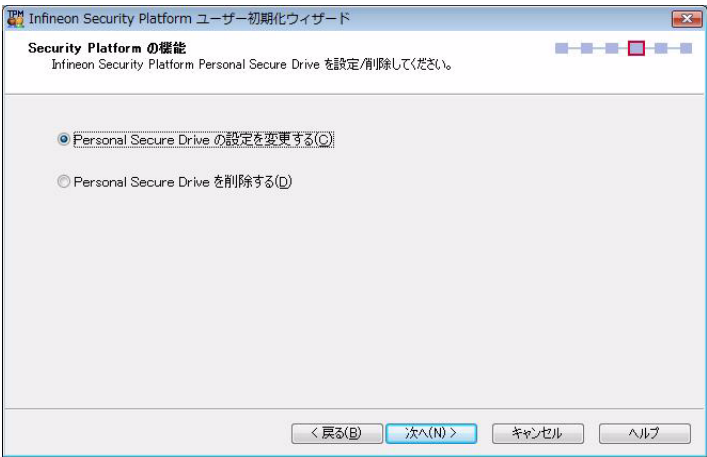 TPM
Infineon Security Platform ユーザー初期化ウィザード
Security Platform の機能
Infineon Security Platform Personal Secure Drive を設定/削除してください。
Personal Secure Drive の設定を変更する(C)
Personal Secure Drive を削除する(D)
< 戻る(B) 次へ(N) > キャンセル ヘルプ